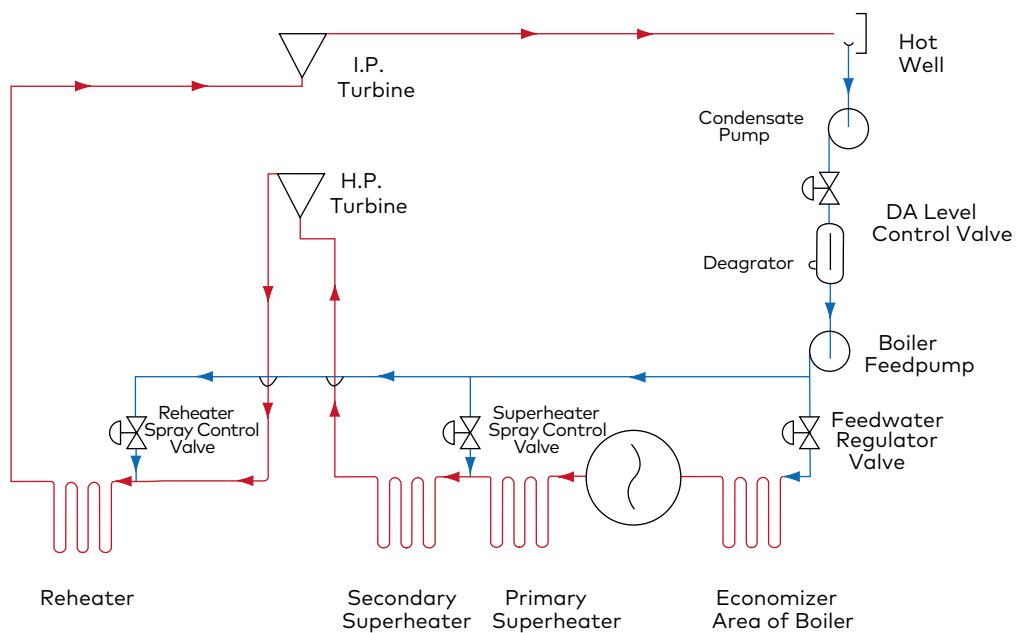 I.P.
Turbine
Hot
Well
Condensate
Pump
H.P.
Turbine
DA Level
Control Valve
Deagrator
Boiler
Feedpump
Reheater
Spray Control
Valve
Superheater
Spray Control
Valve
Feedwater
Regulator
Valve
Reheater
Secondary
Superheater
Primary
Superheater
Economizer
Area of Boiler